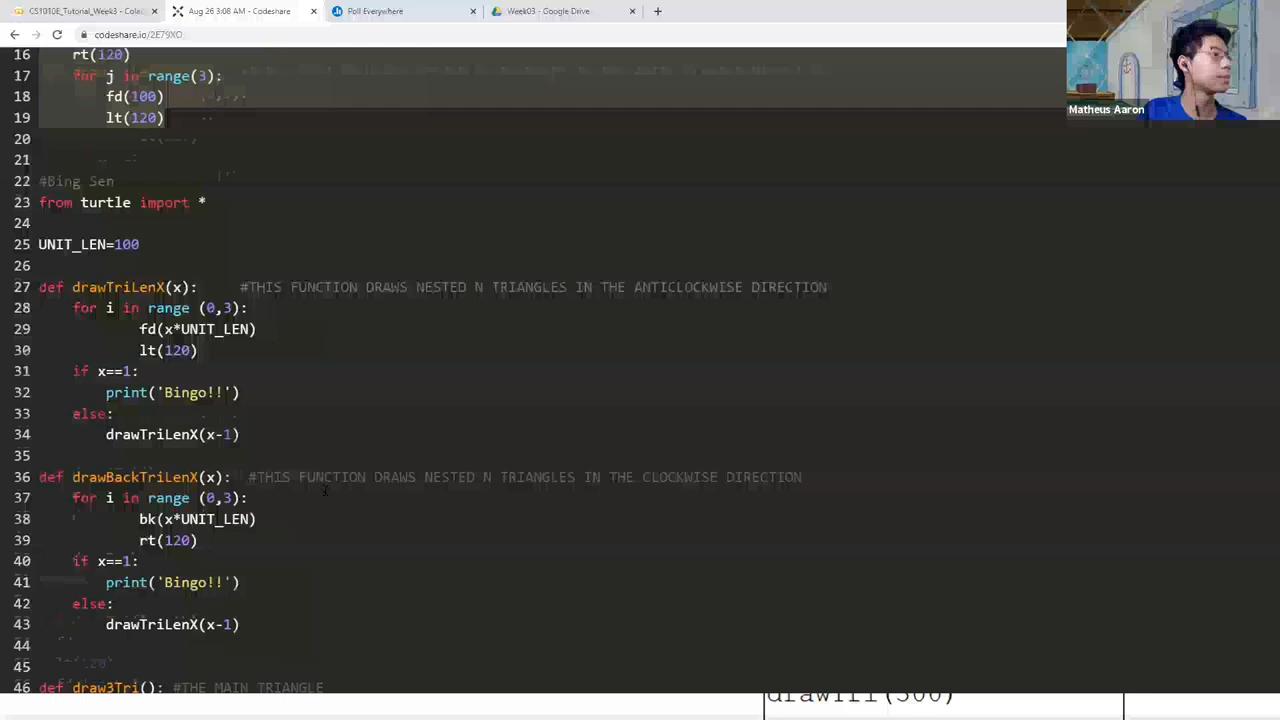 CS1010E_Tutorial_Week3 - Colab
Aug 26 3:08 AM - Codeshare
Poll Everywhere
Week03 - Google Drive
codeshare.io/2E79XO
Matheus Aaron
16 rt(120)
17 for j in range(3):
18 fd(100)
19 lt(120)
20
21
22 #Bing Sen
23 from turtle import *
24
25 UNIT_LEN=100
26
27 def drawTriLenX(x): #THIS FUNCTION DRAWS NESTED N TRIANGLES IN THE ANTICLOCKWISE DIRECTION
28 for i in range (0,3):
29 fd(x*UNIT_LEN)
30 lt(120)
31 if x==1:
32 print('Bingo!!')
33 else:
34 drawTriLenX(x-1)
35
36 def drawBackTriLenX(x): #THIS FUNCTION DRAWS NESTED N TRIANGLES IN THE CLOCKWISE DIRECTION
37 for i in range (0,3):
38 bk(x*UNIT_LEN)
39 rt(120)
40 if x==1:
41 print('Bingo!!')
42 else:
43 drawTriLenX(x-1)
44
45
46 def draw3Tri(): #THE MAIN TRIANGLE